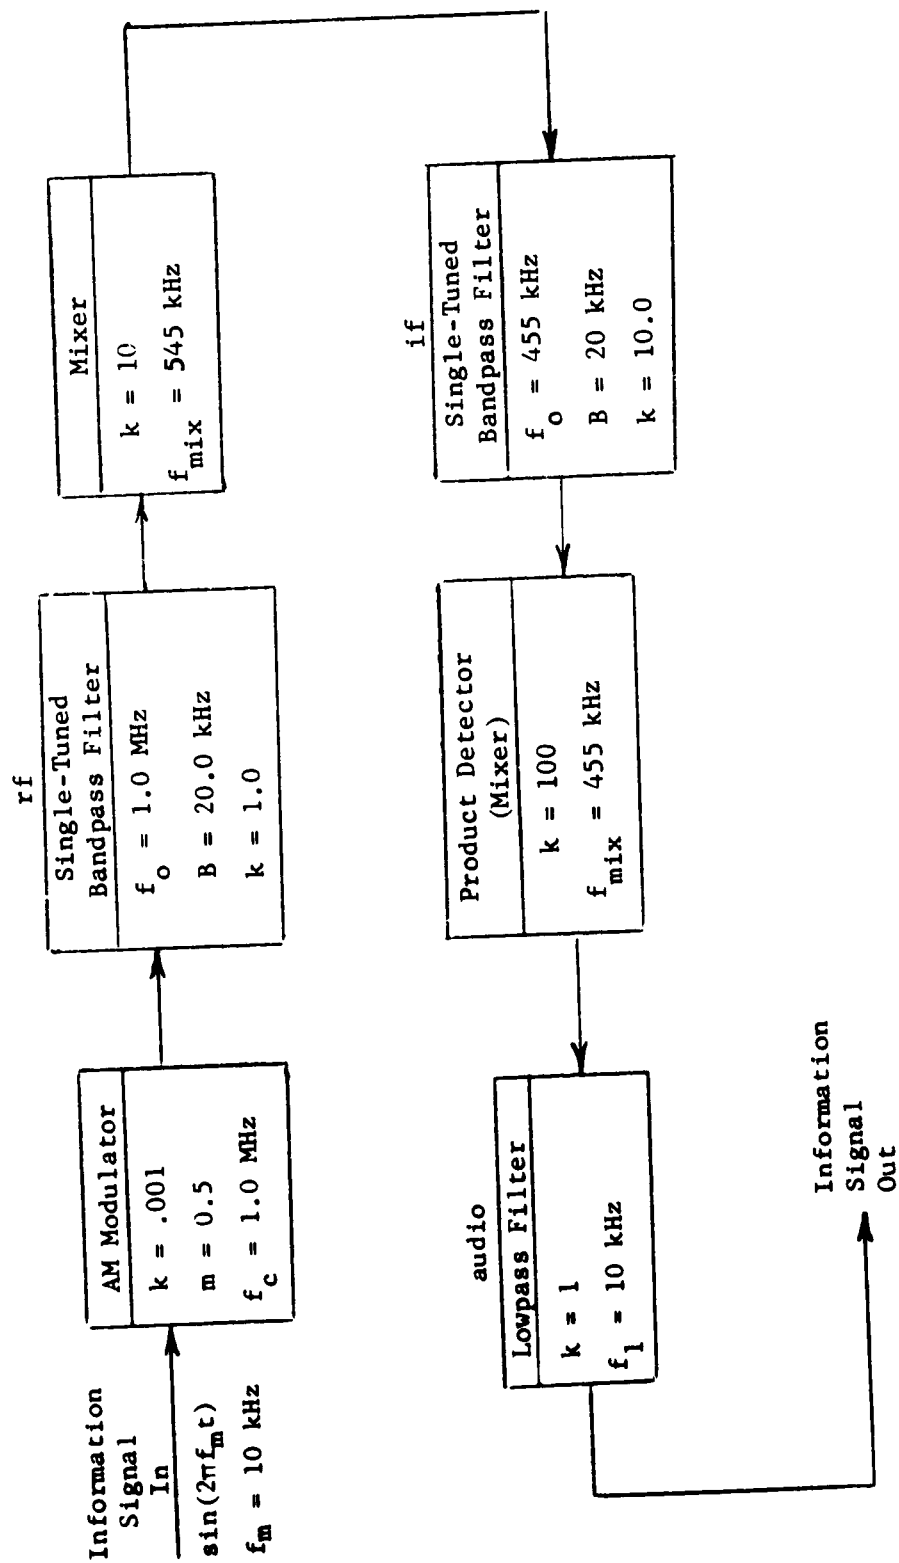 Information
Signal
In
sin(2πf_m t)
f_m = 10 kHz
AM Modulator
k = .001
m = 0.5
f_c = 1.0 MHz
rf
Single-Tuned
Bandpass Filter
f_o = 1.0 MHz
B = 20.0 kHz
k = 1.0
Mixer
k = 10
f_mix = 545 kHz
if
Single-Tuned
Bandpass Filter
f_o = 455 kHz
B = 20 kHz
k = 10.0
Product Detector
(Mixer)
k = 100
f_mix = 455 kHz
audio
Lowpass Filter
k = 1
f_1 = 10 kHz
Information
Signal
Out